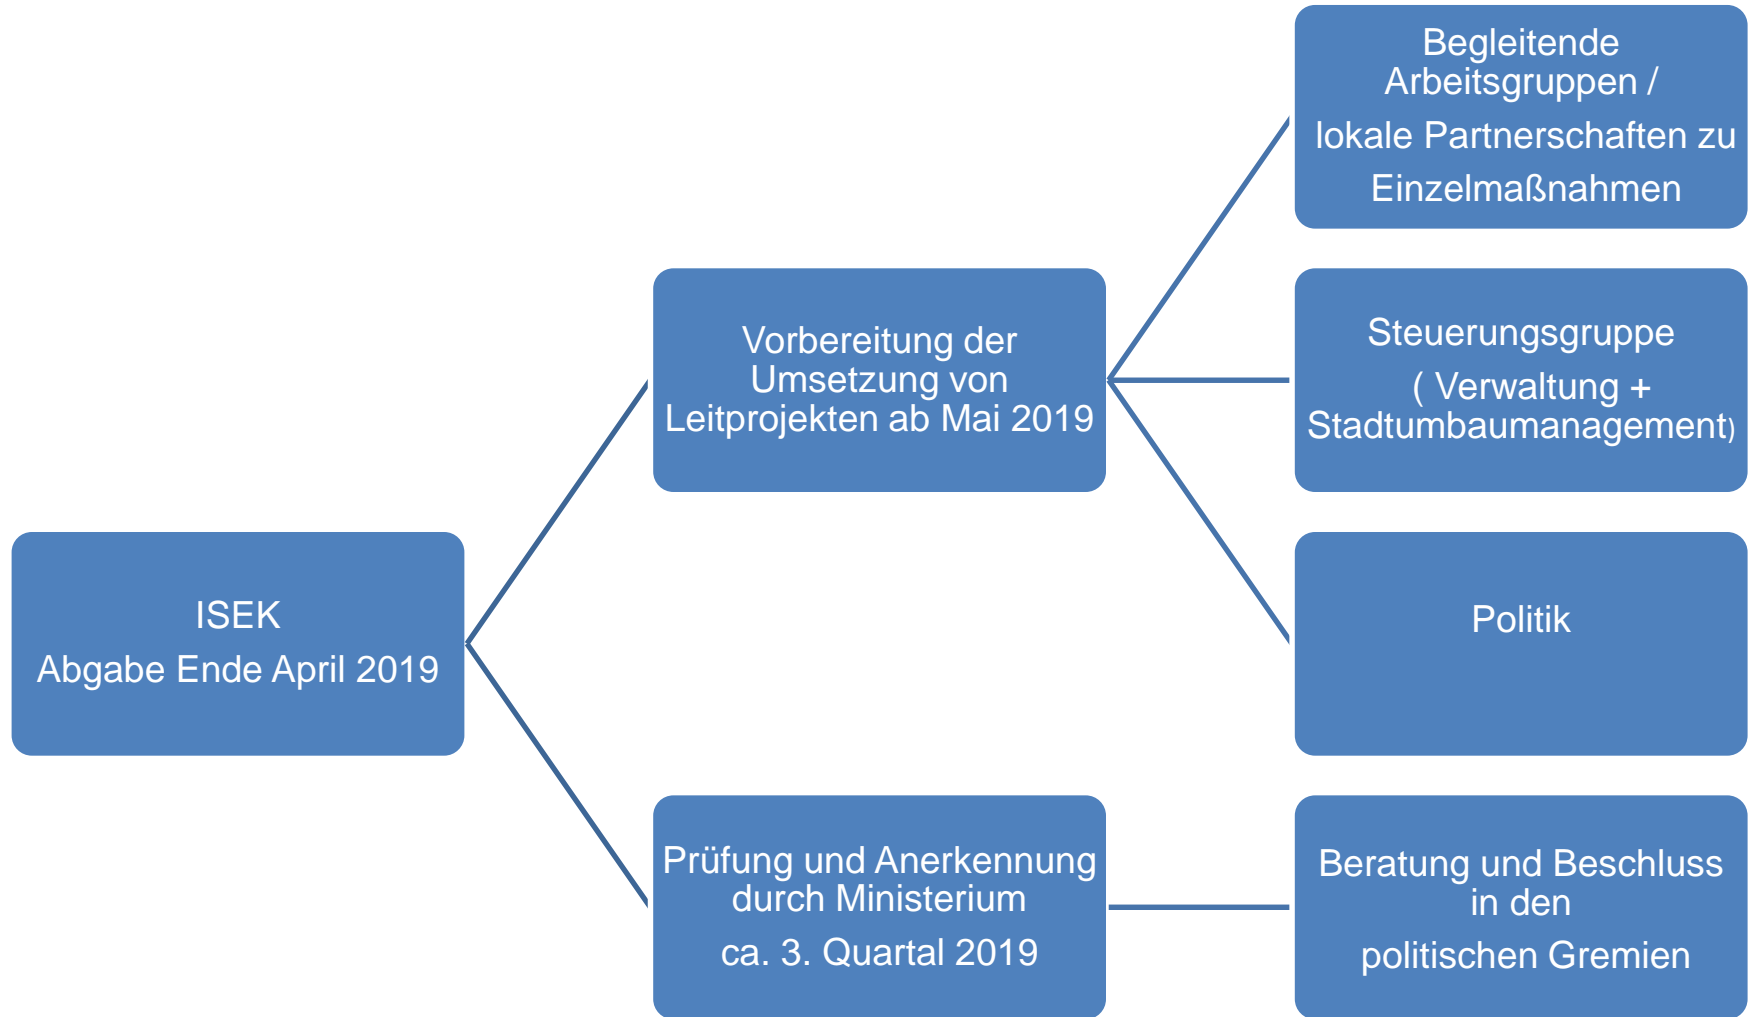 ISEK
Abgabe Ende April 2019
Vorbereitung der
Umsetzung von
Leitprojekten ab Mai 2019
Begleitende
Arbeitsgruppen /
lokale Partnerschaften zu
Einzelmaßnahmen
Steuerungsgruppe
( Verwaltung +
Stadtumbaumanagement)
Politik
Prüfung und Anerkennung
durch Ministerium
ca. 3. Quartal 2019
Beratung und Beschluss
in den
politischen Gremien